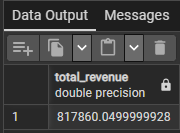 Data Output Messages
total_revenue
double precision
1 817860.0499999928